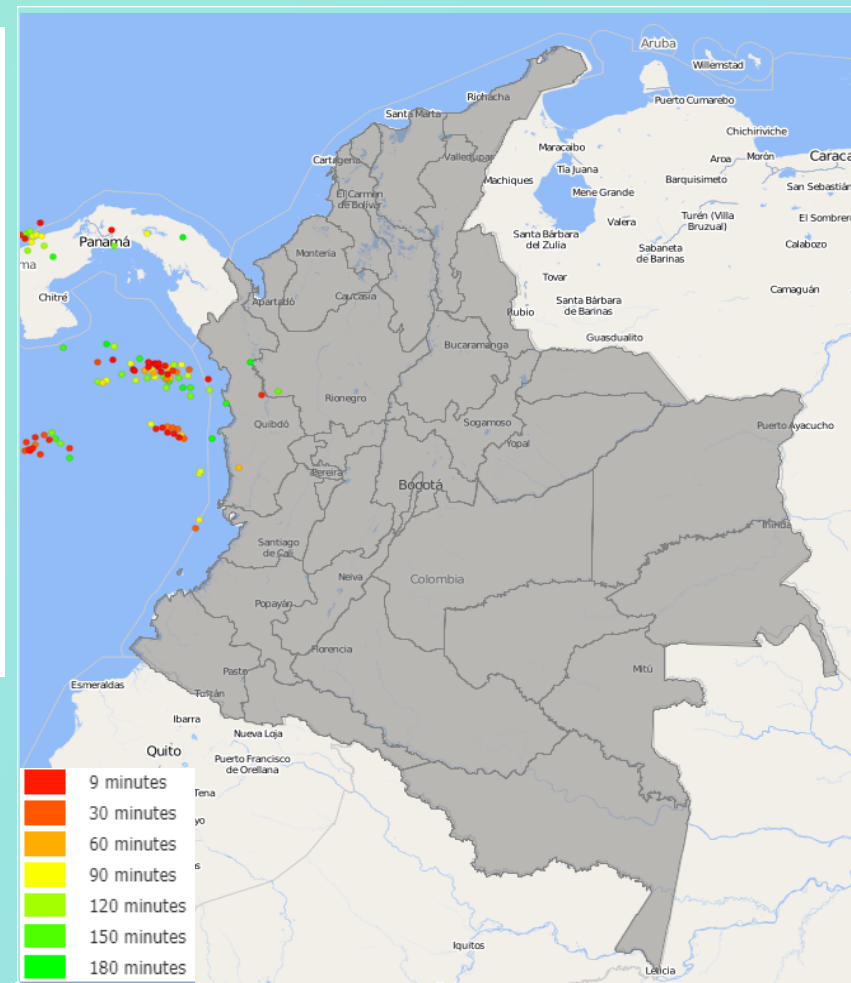 Aruba
Willemstad
Riohacha
Puerto Cumarebo
Santa Marta
Chichiriviche
Cartagena
Maracaibo
Valledupar
Aroa
Morón
Caraca
Tía Juana
Machiques
Barquisimeto
San Sebastián
El Carmen
de Bolívar
Mene Grande
Turén (Villa
Bruzual)
Valera
El Sombrero
Santa Bárbara
del Zulia
Sabaneta
de Barinas
Calabozo
Panamá
ma
Montería
Tovar
Camaguán
Chitré
Apartadó
Caucasia
Rubio
Santa Bárbara
de Barinas
Guasdualito
Bucaramanga
Rionegro
Quibdó
Sogamoso
Yopal
Puerto Ayacucho
Pereira
Bogotá
Inírida
Santiago
de Cali
Neiva
Colombia
Popayán
Florencia
Mitú
Pasto
Esmeraldas
Tulcán
Ibarra
Nueva Loja
Quito
Puerto Francisco
de Orellana
9 minutes
Tena
30 minutes
yo
60 minutes
90 minutes
120 minutes
150 minutes
Iquitos
180 minutes
Leticia